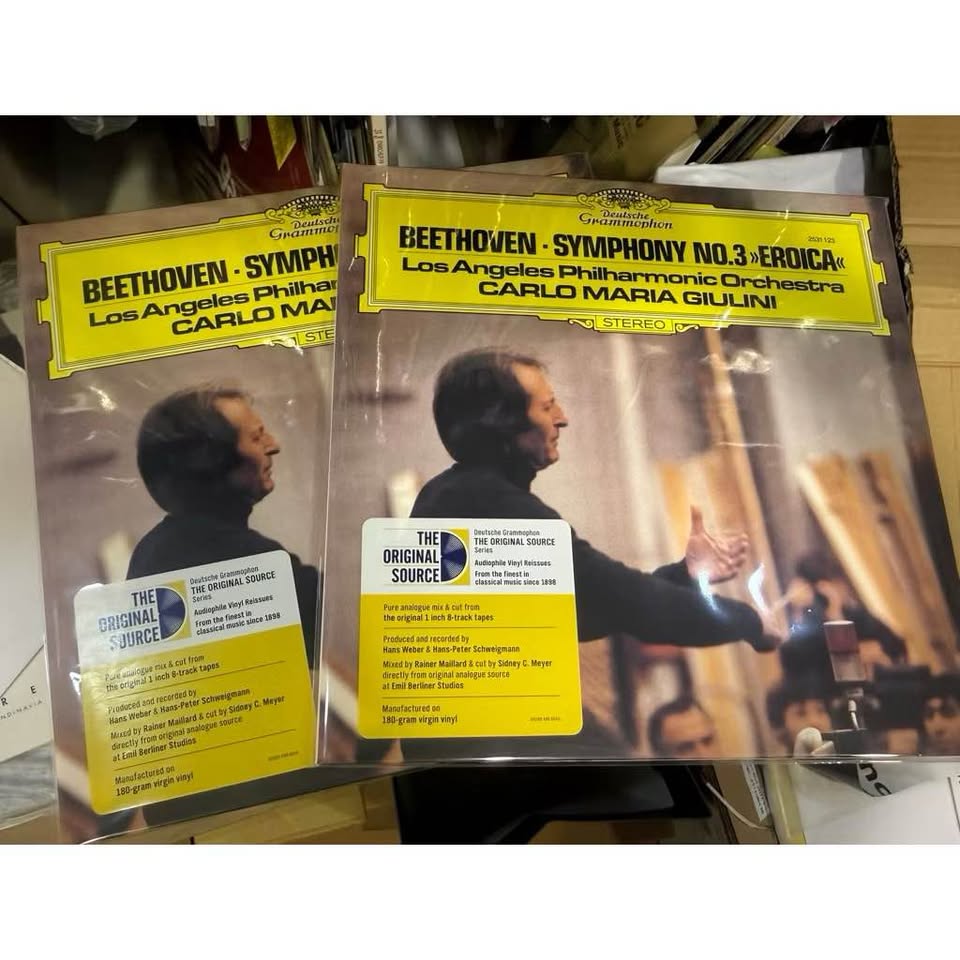 Deutsche
Grammophon
BEETHOVEN · SYMPHONY NO.3 »EROICA«
2531 123
Los Angeles Philharmonic Orchestra
CARLO MARIA GIULINI
STEREO
THE
ORIGINAL
SOURCE
Deutsche Grammophon
THE ORIGINAL SOURCE
Series
Audiophile Vinyl Reissues
From the finest in
classical music since 1898
Pure analogue mix & cut from
the original 1 inch 8-track tapes
Produced and recorded by
Hans Weber & Hans-Peter Schweigmann
Mixed by Rainer Maillard & cut by Sidney C. Meyer
directly from original analogue source
at Emil Berliner Studios
Manufactured on
180-gram virgin vinyl
Deutsche
Grammophon
BEETHOVEN · SYMPH
Los Angeles Philhar
CARLO MA
STE
THE
ORIGINAL
SOURCE
Deutsche Grammophon
THE ORIGINAL SOURCE
Series
Audiophile Vinyl Reissues
From the finest in
classical music since 1898
Pure analogue mix & cut from
the original 1 inch 8-track tapes
Produced and recorded by
Hans Weber & Hans-Peter Schweigmann
Mixed by Rainer Maillard & cut by Sidney C. Meyer
directly from original analogue source
at Emil Berliner Studios
Manufactured on
180-gram virgin vinyl
R E
NDINAVIA